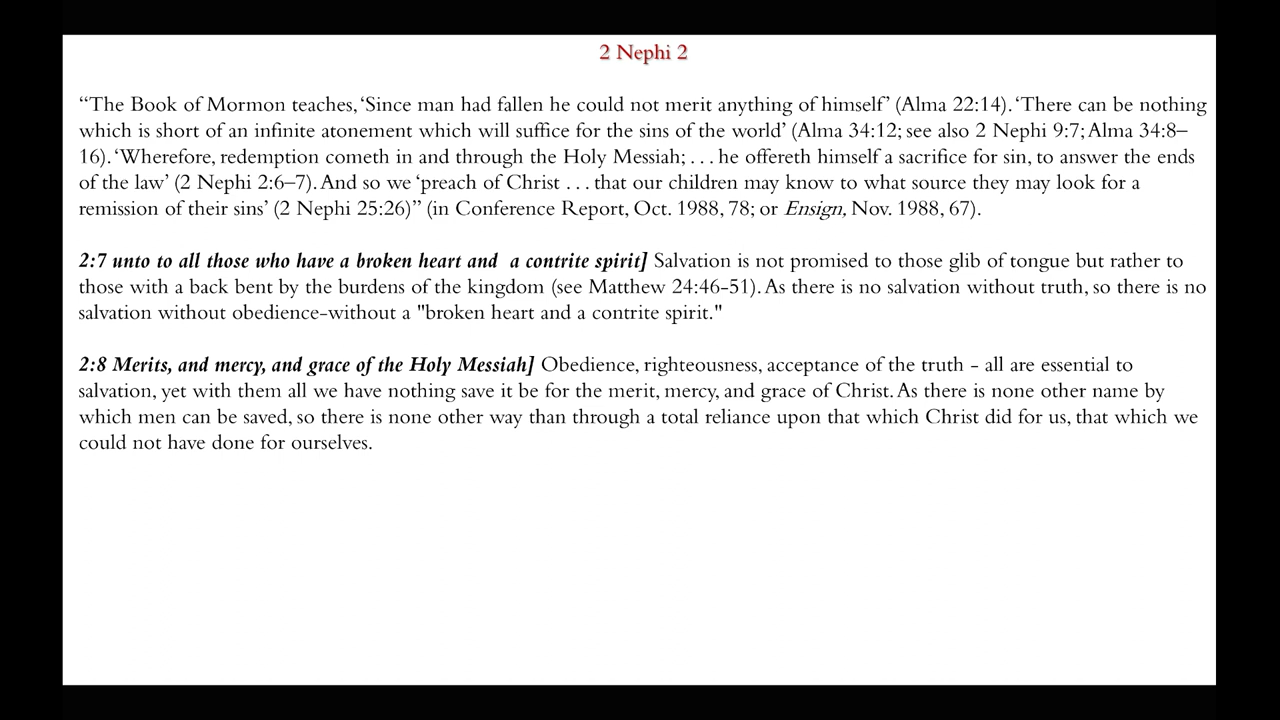 2 Nephi 2
“The Book of Mormon teaches, ‘Since man had fallen he could not merit anything of himself’ (Alma 22:14). ‘There can be nothing
which is short of an infinite atonement which will suffice for the sins of the world’ (Alma 34:12; see also 2 Nephi 9:7; Alma 34:8–
16). ‘Wherefore, redemption cometh in and through the Holy Messiah; . . . he offereth himself a sacrifice for sin, to answer the ends
of the law’ (2 Nephi 2:6–7). And so we ‘preach of Christ . . . that our children may know to what source they may look for a
remission of their sins’ (2 Nephi 25:26)” (in Conference Report, Oct. 1988, 78; or Ensign, Nov. 1988, 67).
2:7 unto to all those who have a broken heart and  a contrite spirit] Salvation is not promised to those glib of tongue but rather to
those with a back bent by the burdens of the kingdom (see Matthew 24:46-51). As there is no salvation without truth, so there is no
salvation without obedience-without a "broken heart and a contrite spirit."
2:8 Merits, and mercy, and grace of the Holy Messiah] Obedience, righteousness, acceptance of the truth - all are essential to
salvation, yet with them all we have nothing save it be for the merit, mercy, and grace of Christ. As there is none other name by
which men can be saved, so there is none other way than through a total reliance upon that which Christ did for us, that which we
could not have done for ourselves.